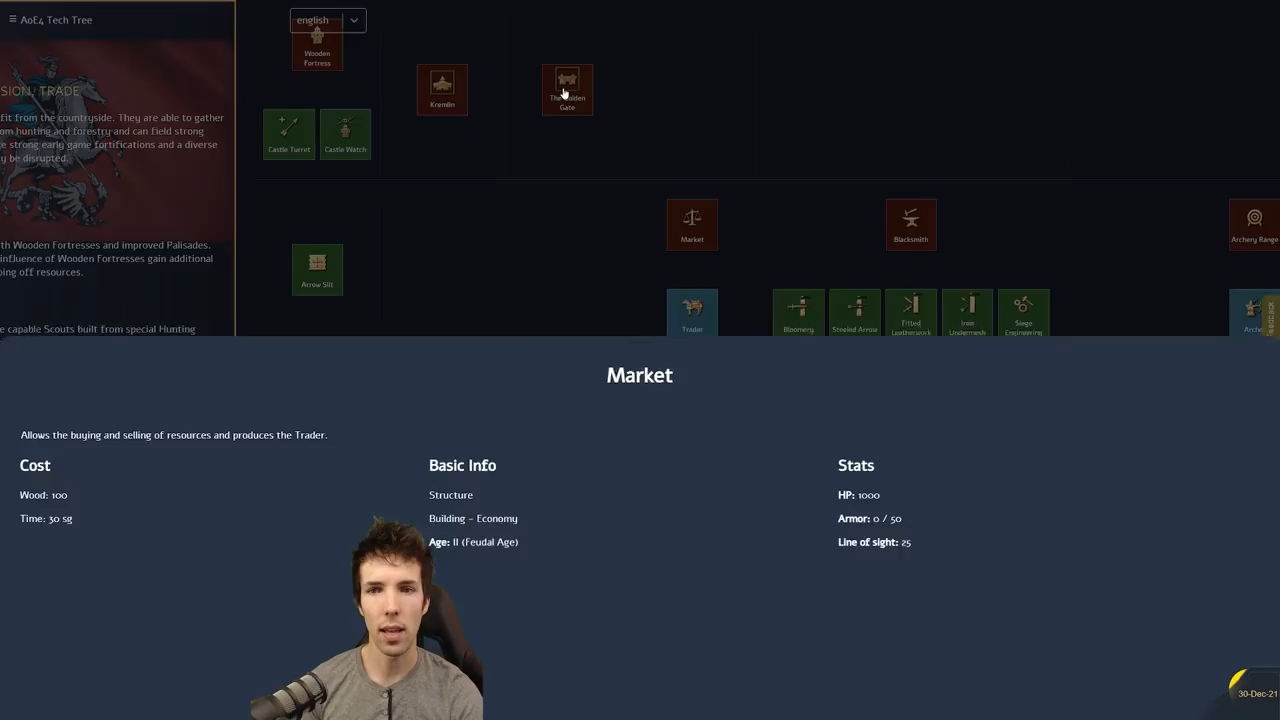 ≡ AoE4 Tech Tree
english
Wooden
Fortress
Kremlin
The Golden
Gate
SION, TRADE
fit from the countryside. They are able to gather
om hunting and forestry and can field strong
e strong early game fortifications and a diverse
y be disrupted.
Castle Turret
Castle Watch
Market
Blacksmith
Archery Range
th Wooden Fortresses and improved Palisades.
influence of Wooden Fortresses gain additional
ping off resources.
Arrow Slit
e capable Scouts built from special Hunting
Trader
Bloomery
Steeled Arrow
Fitted
Leatherwork
Iron
Undermesh
Siege
Engineering
Arche
Market
Allows the buying and selling of resources and produces the Trader.
Cost
Wood: 100
Time: 30 sg
Basic Info
Structure
Building - Economy
Age: II (Feudal Age)
Stats
HP: 1000
Armor: 0 / 50
Line of sight: 25
30-Dec-21